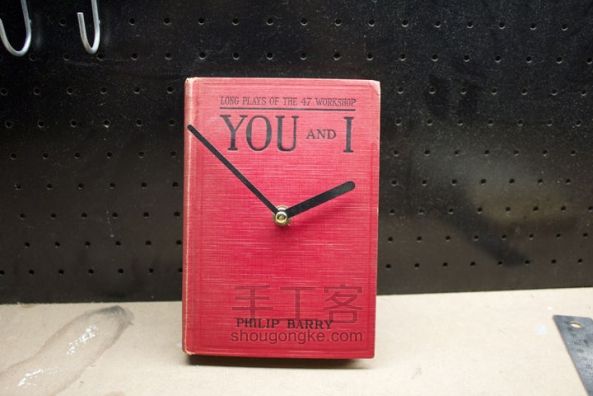 LONG PLAYS OF THE 47 WORKSHOP
YOU AND I
手工客
PHILIP BARRY
shougongke.com